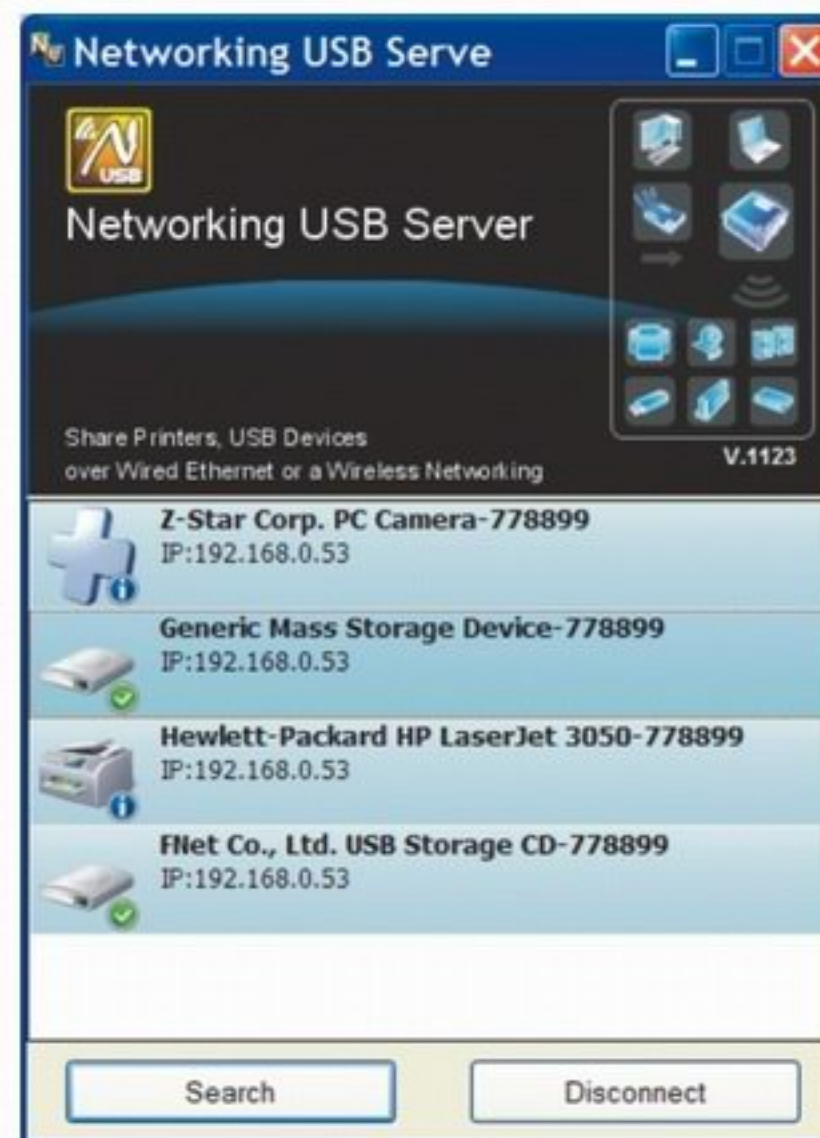 Networking USB Serve
USB
Networking USB Server
Share Printers, USB Devices
over Wired Ethernet or a Wireless Networking
V.1123
Z-Star Corp. PC Camera-778899
IP:192.168.0.53
Generic Mass Storage Device-778899
IP:192.168.0.53
Hewlett-Packard HP LaserJet 3050-778899
IP:192.168.0.53
FNet Co., Ltd. USB Storage CD-778899
IP:192.168.0.53
Search
Disconnect